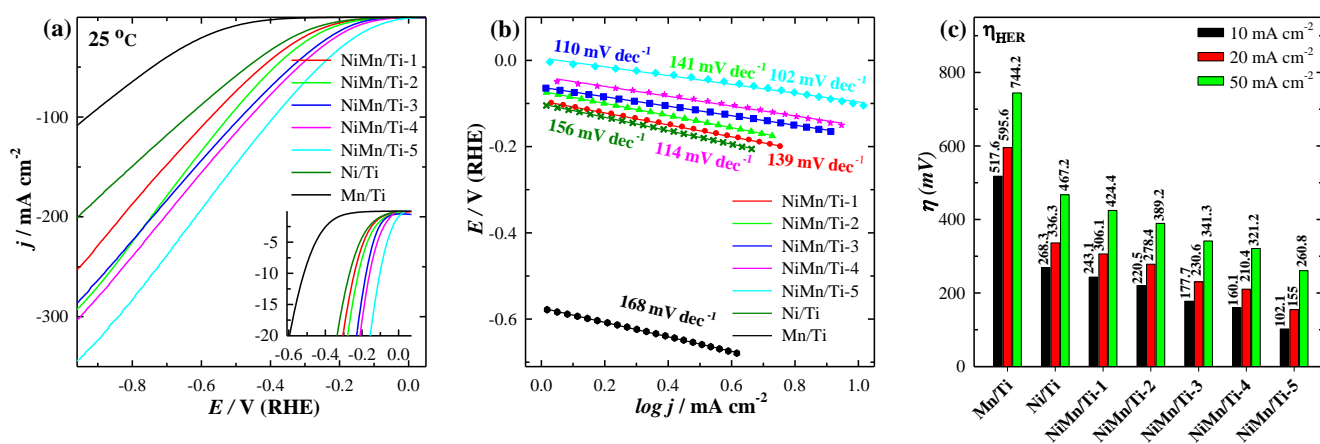 (a)
25 °C
NiMn/Ti-1
NiMn/Ti-2
NiMn/Ti-3
NiMn/Ti-4
NiMn/Ti-5
Ni/Ti
Mn/Ti
0
-100
-200
-300
j / mA cm⁻²
-0.8
-0.6
-0.4
-0.2
0.0
E / V (RHE)
-5
-10
-15
-20
-0.6
-0.4
-0.2
0.0
(b)
110 mV dec⁻¹
141 mV dec⁻¹
102 mV dec⁻¹
156 mV dec⁻¹
114 mV dec⁻¹
139 mV dec⁻¹
168 mV dec⁻¹
NiMn/Ti-1
NiMn/Ti-2
NiMn/Ti-3
NiMn/Ti-4
NiMn/Ti-5
Ni/Ti
Mn/Ti
0.0
-0.2
-0.4
-0.6
E / V (RHE)
0.0
0.2
0.4
0.6
0.8
1.0
log j / mA cm⁻²
(c)
ηHER
10 mA cm⁻²
20 mA cm⁻²
50 mA cm⁻²
800
600
400
200
0
η (mV)
517.6
595.6
744.2
268.3
336.3
467.2
243.1
306.1
424.4
220.5
278.4
389.2
177.7
230.6
341.3
160.1
210.4
321.2
102.1
155
260.8
Mn/Ti
Ni/Ti
NiMn/Ti-1
NiMn/Ti-2
NiMn/Ti-3
NiMn/Ti-4
NiMn/Ti-5